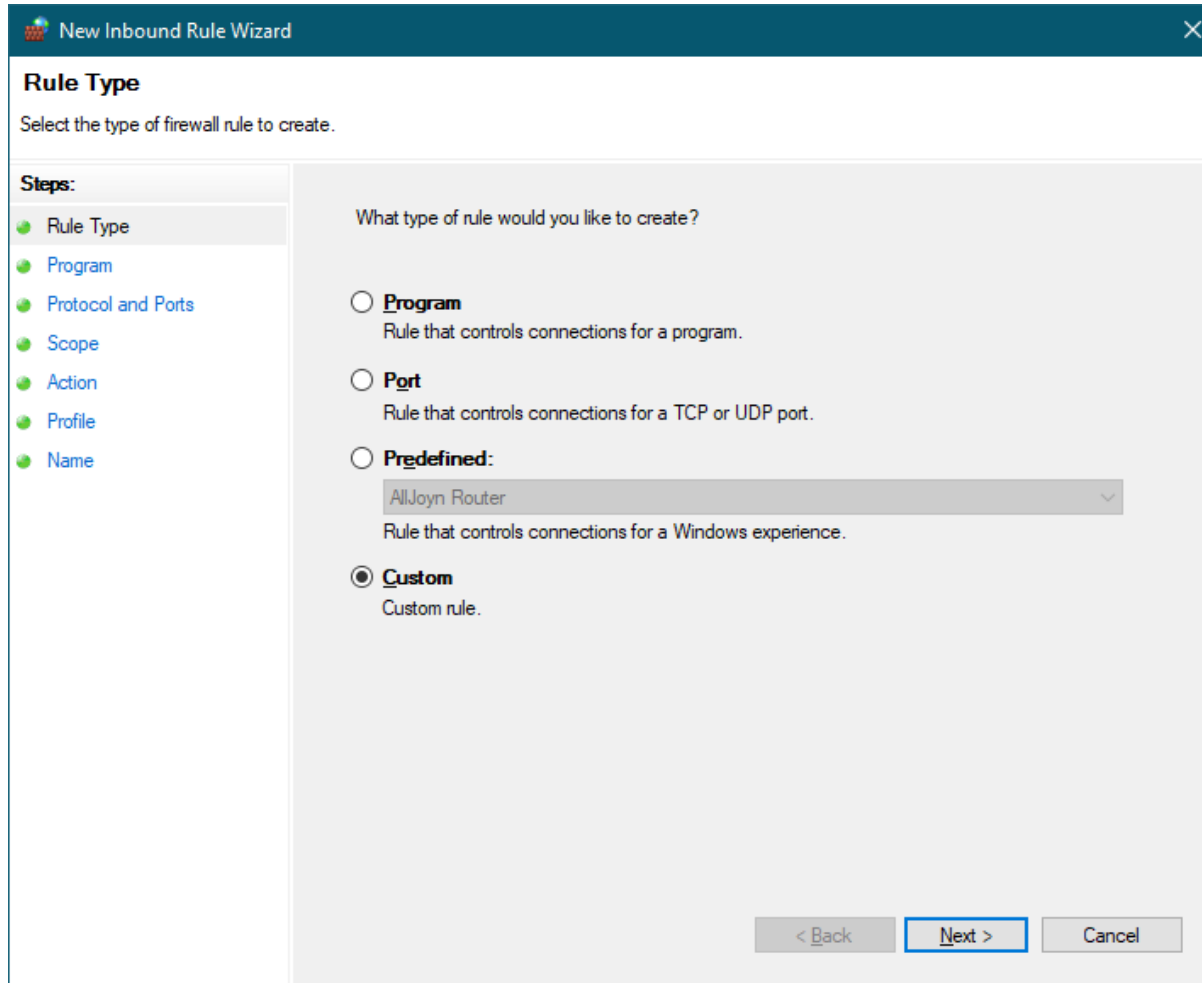 New Inbound Rule Wizard
Rule Type
Select the type of firewall rule to create.
Steps:
Rule Type
Program
Protocol and Ports
Scope
Action
Profile
Name
What type of rule would you like to create?
Program
Rule that controls connections for a program.
Port
Rule that controls connections for a TCP or UDP port.
Predefined:
AllJoyn Router
Rule that controls connections for a Windows experience.
Custom
Custom rule.
< Back
Next >
Cancel